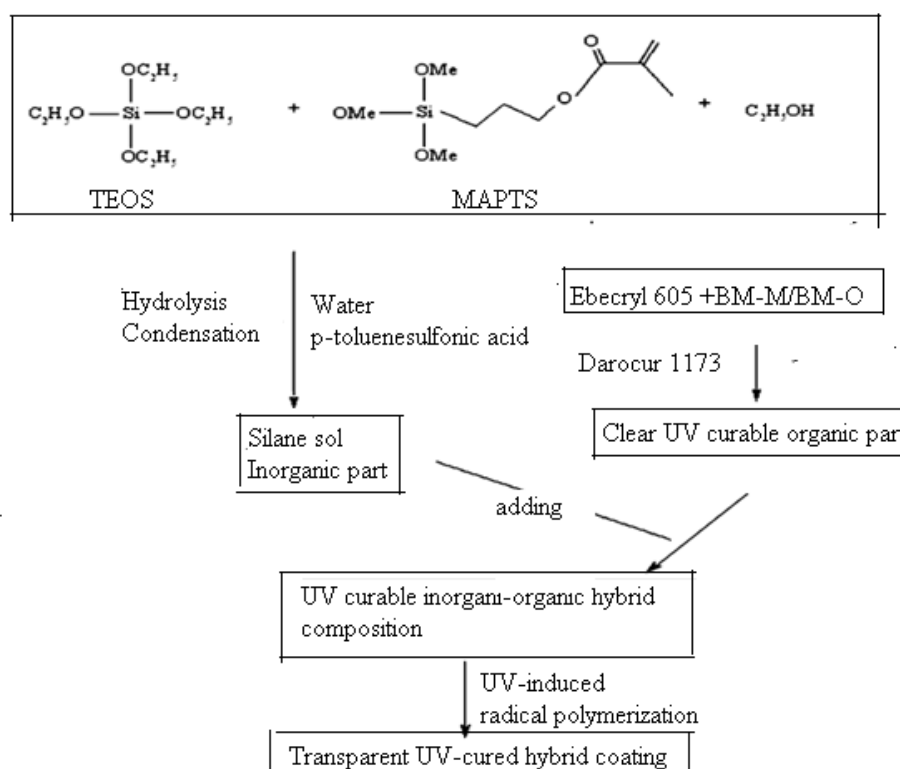 OC₂H₅
C₂H₅O Si OC₂H₅
OC₂H₅
TEOS
+
OMe
OMe Si
OMe
O
O
MAPTS
+
C₂H₅OH
Hydrolysis
Condensation
Water
p-toluenesulfonic acid
Ebecryl 605 +BM-M/BM-O
Darocur 1173
Silane sol
Inorganic part
Clear UV curable organic part
adding
UV curable inorgani-organic hybrid
composition
UV-induced
radical polymerization
Transparent UV-cured hybrid coating